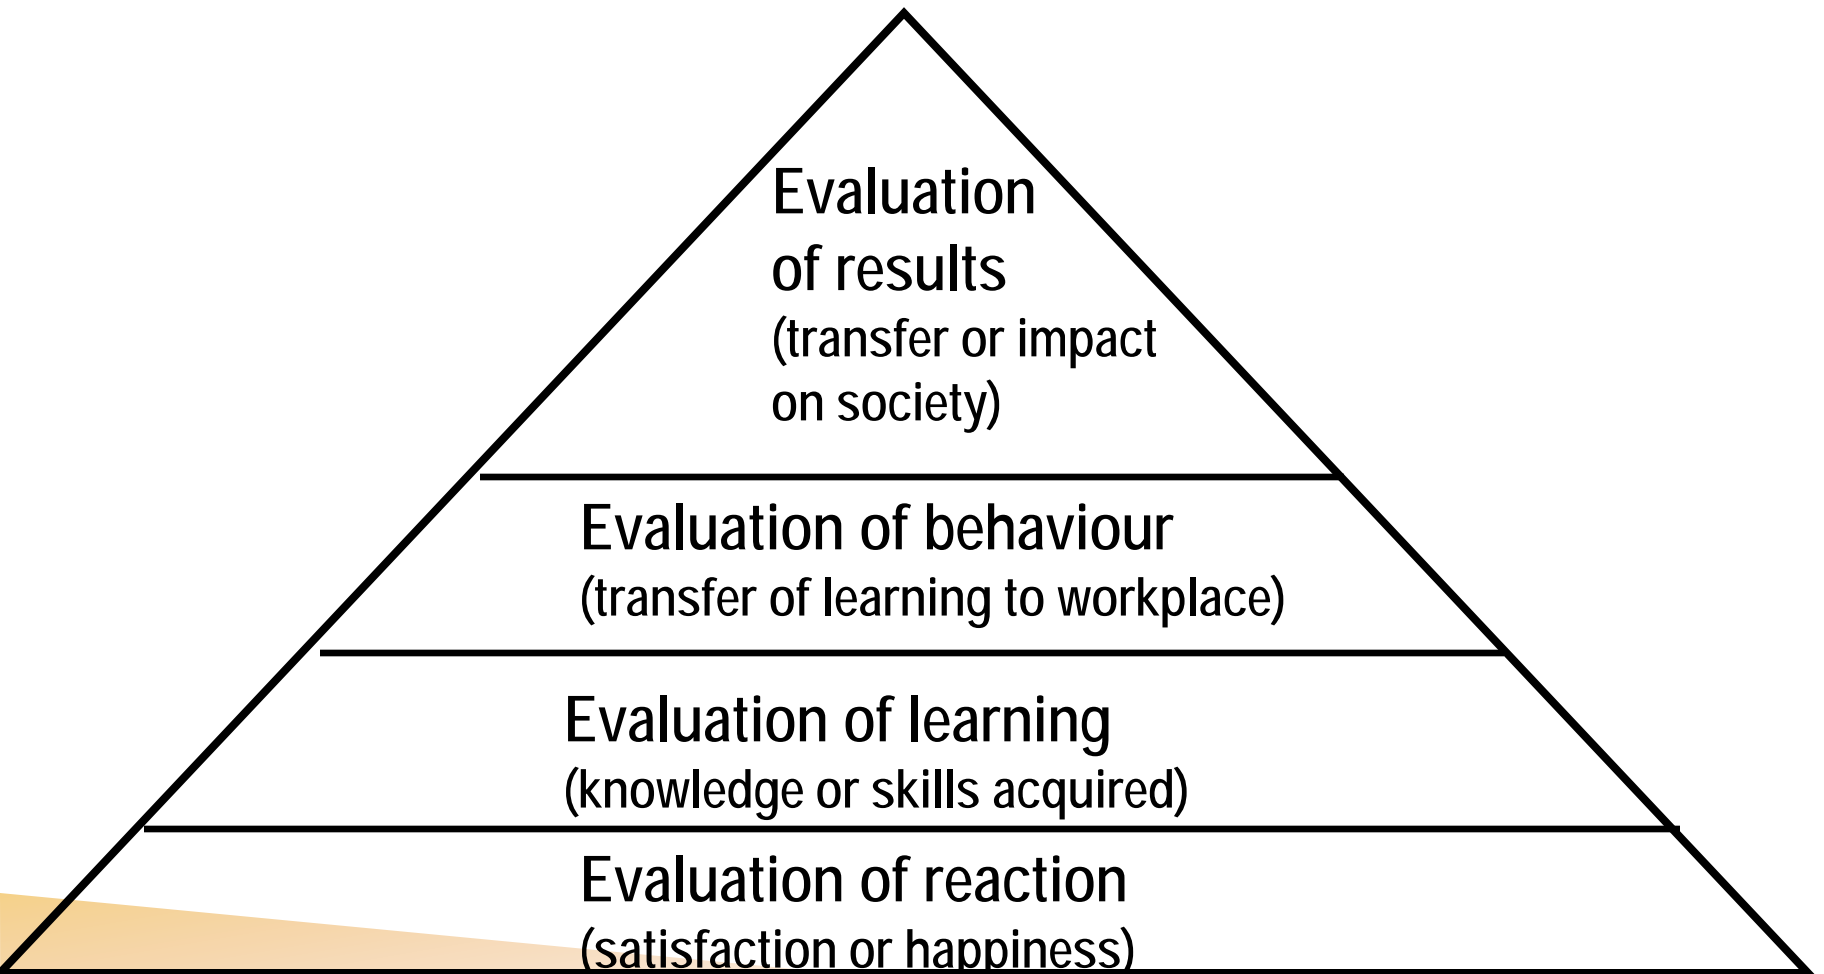 Evaluation
of results
(transfer or impact
on society)
Evaluation of behaviour
(transfer of learning to workplace)
Evaluation of learning
(knowledge or skills acquired)
Evaluation of reaction
(satisfaction or happiness)